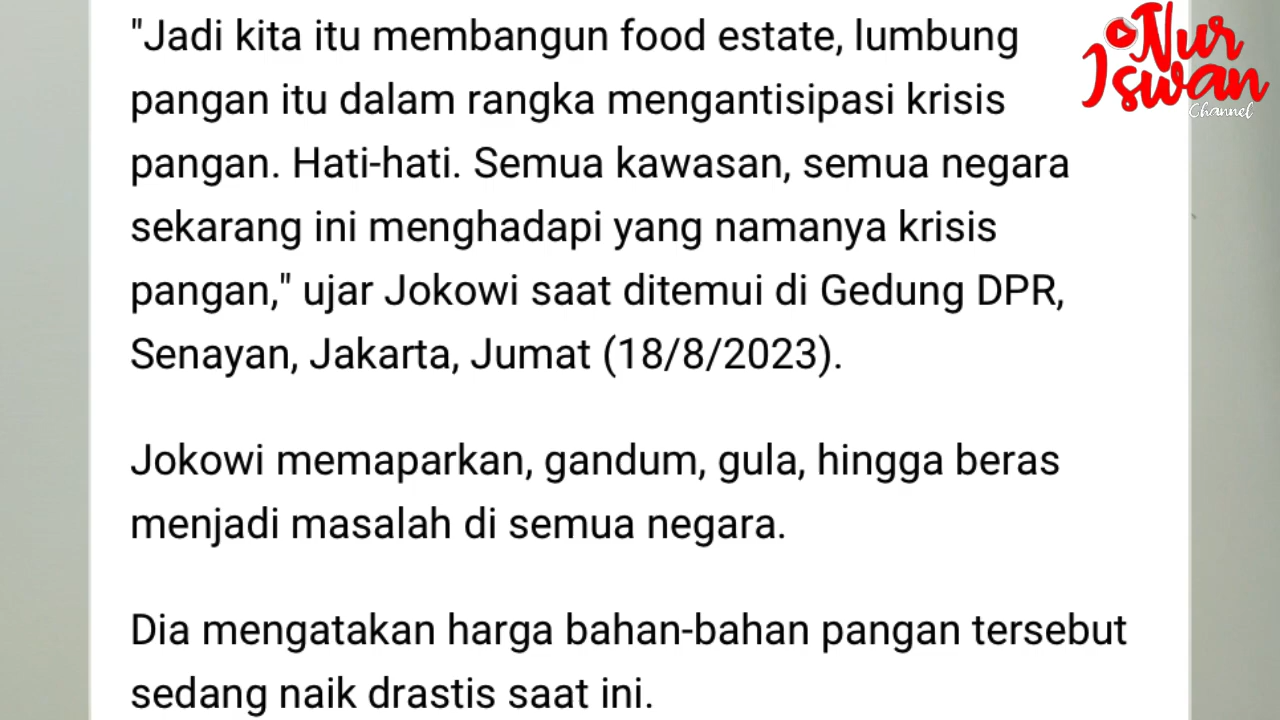 "Jadi kita itu membangun food estate, lumbung
pangan itu dalam rangka mengantisipasi krisis
pangan. Hati-hati. Semua kawasan, semua negara
sekarang ini menghadapi yang namanya krisis
pangan," ujar Jokowi saat ditemui di Gedung DPR,
Senayan, Jakarta, Jumat (18/8/2023).
Jokowi memaparkan, gandum, gula, hingga beras
menjadi masalah di semua negara.
Dia mengatakan harga bahan-bahan pangan tersebut
sedang naik drastis saat ini.
Nur
Iswan
Channel